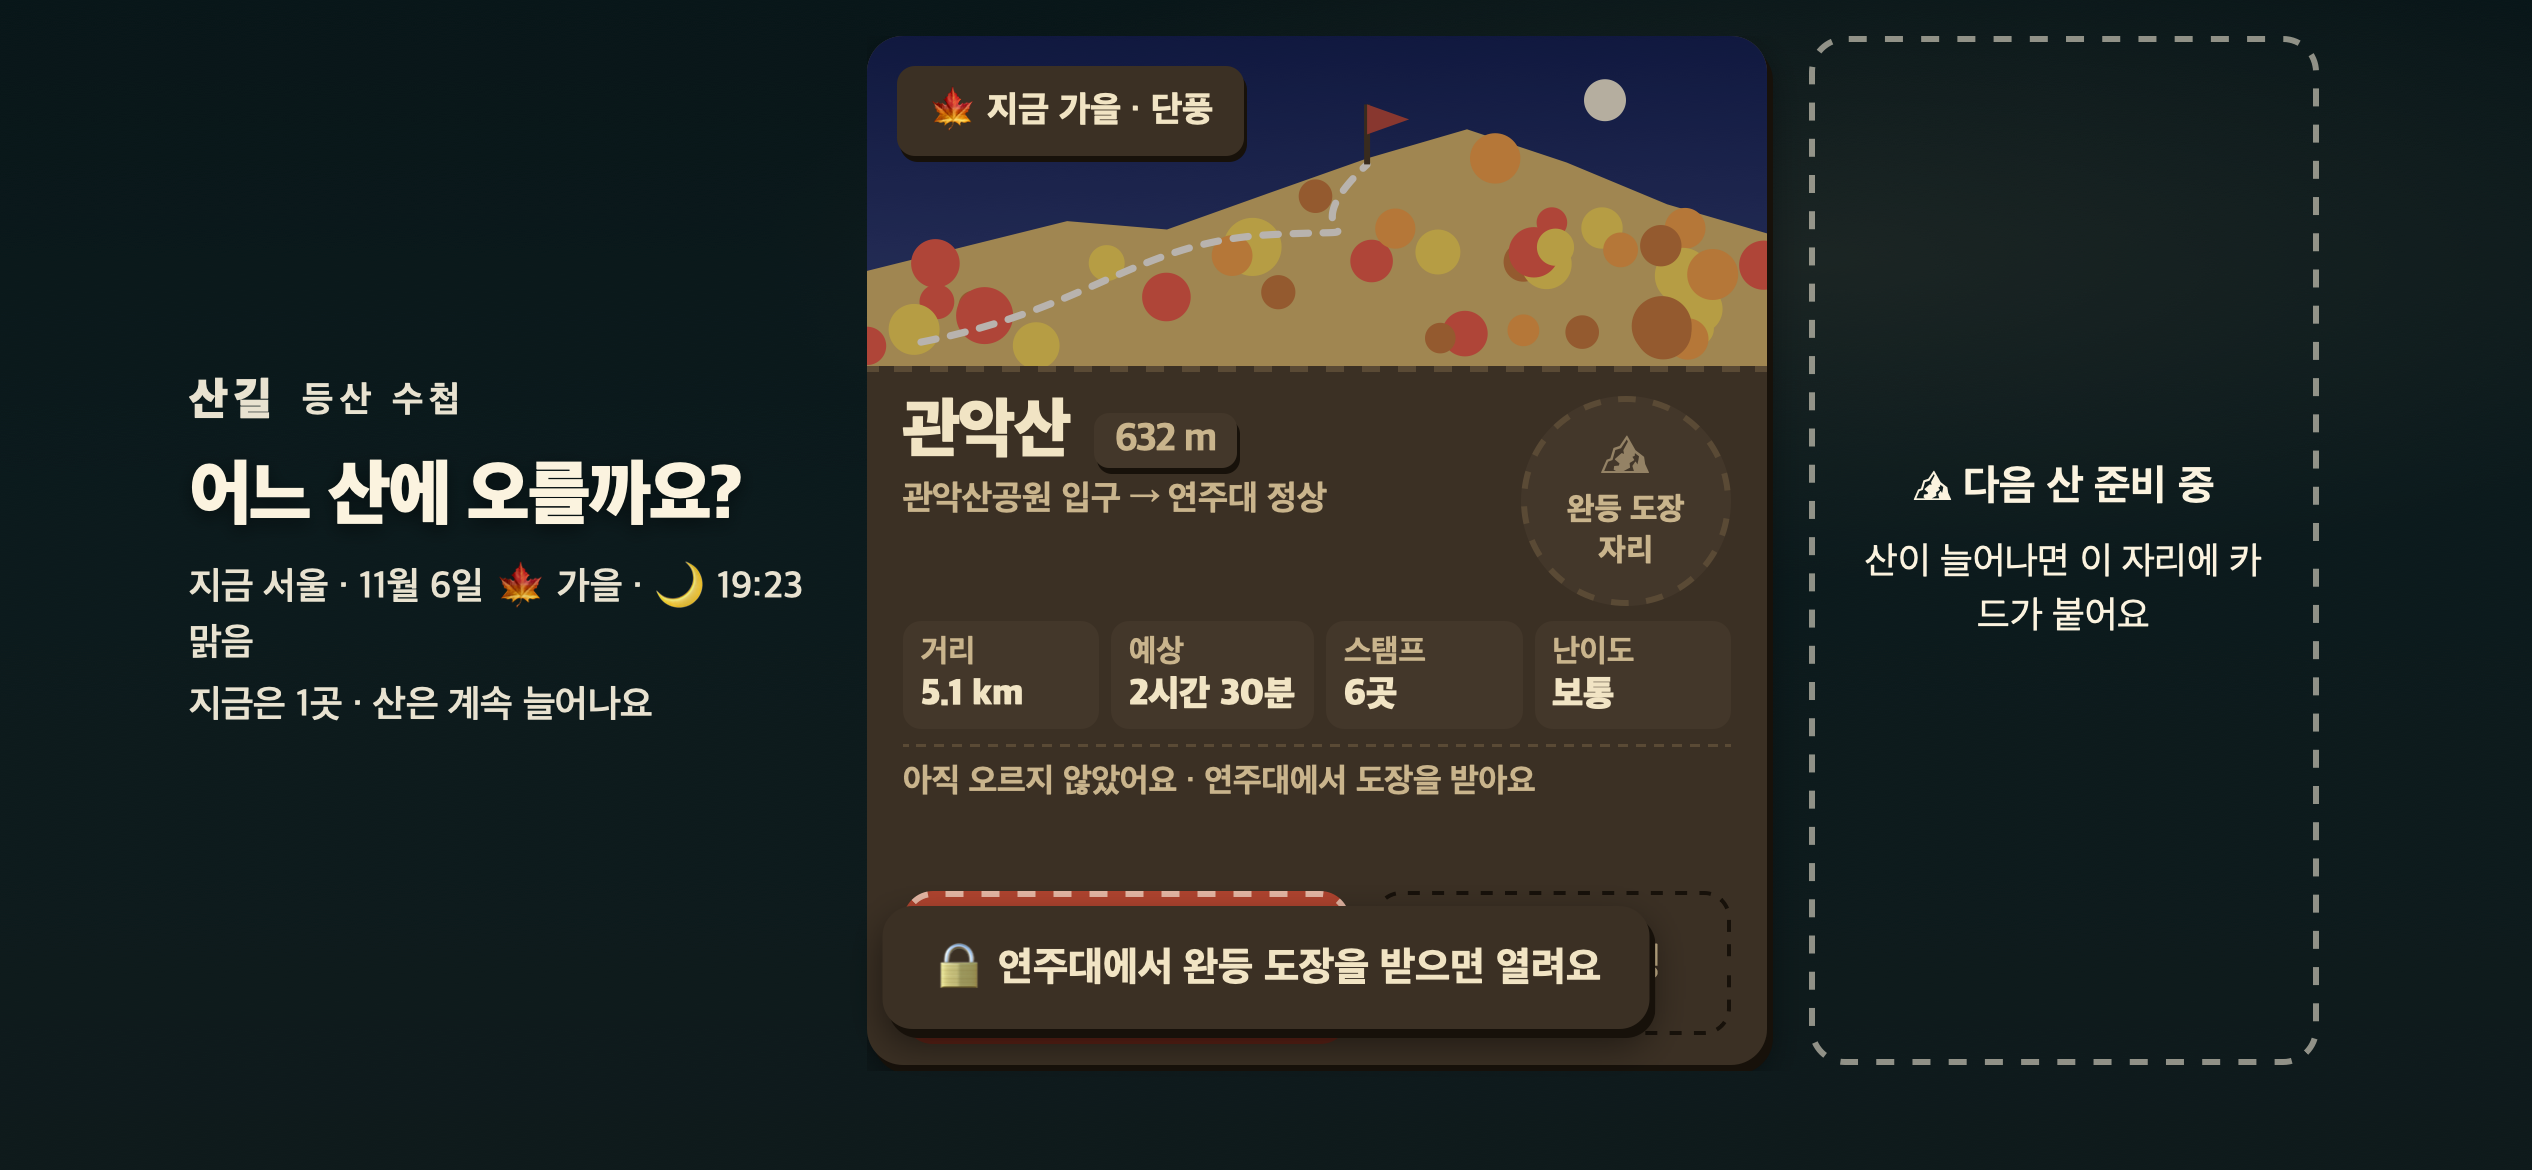 산길 등산 수첩
어느 산에 오를까요?
지금 서울 · 11월 6일 🍁 가을 · 🌙 19:23
맑음
지금은 1곳 · 산은 계속 늘어나요
🍁 지금 가을 · 단풍
관악산 632 m
관악산공원 입구 → 연주대 정상
완등 도장
자리
거리
5.1 km
예상
2시간 30분
스탬프
6곳
난이도
보통
아직 오르지 않았어요 · 연주대에서 도장을 받아요
🔒 연주대에서 완등 도장을 받으면 열려요
다음 산 준비 중
산이 늘어나면 이 자리에 카
드가 붙어요